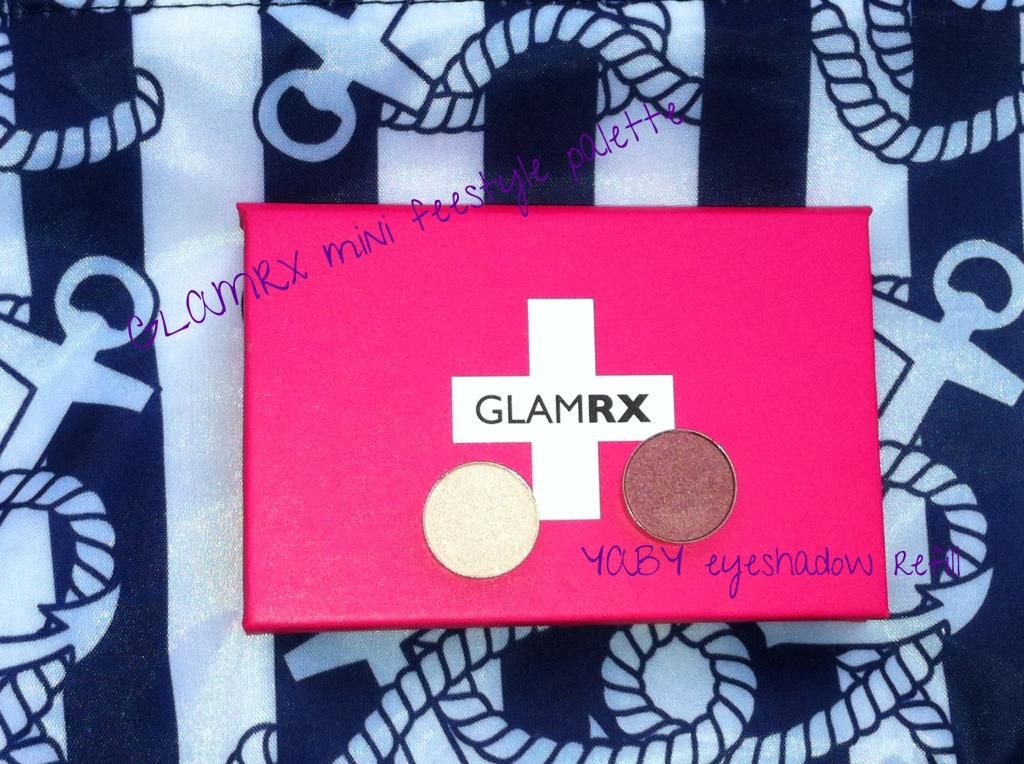 GLAMRX mini feestyle palette
GLAMRX
YABY eyeshadow Refill